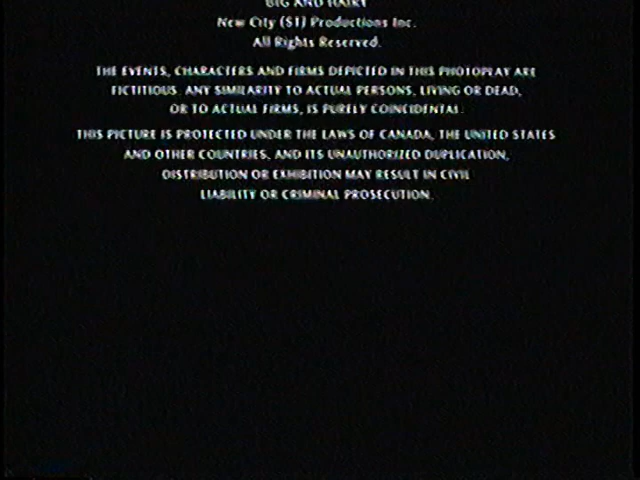 BIG AND HAIRY
New City (S1) Productions Inc.
All Rights Reserved.
THE EVENTS, CHARACTERS AND FIRMS DEPICTED IN THIS PHOTOPLAY ARE
FICTITIOUS. ANY SIMILARITY TO ACTUAL PERSONS, LIVING OR DEAD,
OR TO ACTUAL FIRMS, IS PURELY COINCIDENTAL.
THIS PICTURE IS PROTECTED UNDER THE LAWS OF CANADA, THE UNITED STATES
AND OTHER COUNTRIES, AND ITS UNAUTHORIZED DUPLICATION,
DISTRIBUTION OR EXHIBITION MAY RESULT IN CIVIL
LIABILITY OR CRIMINAL PROSECUTION.